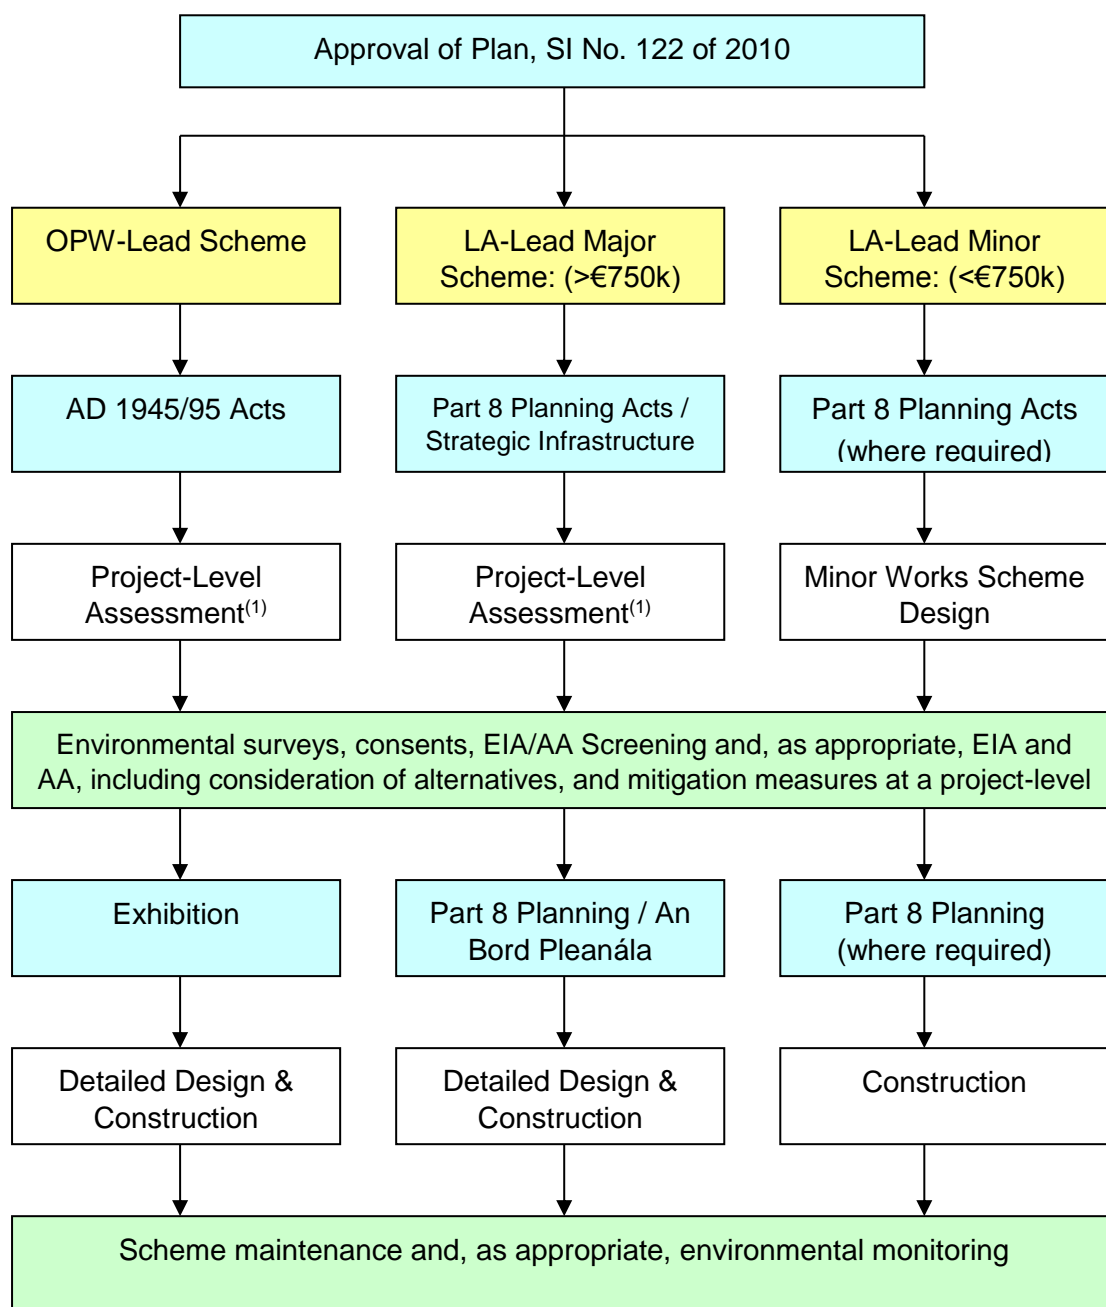 Approval of Plan, SI No. 122 of 2010
OPW-Lead Scheme
LA-Lead Major
Scheme: (>€750k)
LA-Lead Minor
Scheme: (<€750k)
AD 1945/95 Acts
Part 8 Planning Acts /
Strategic Infrastructure
Part 8 Planning Acts
(where required)
Project-Level
Assessment(1)
Project-Level
Assessment(1)
Minor Works Scheme
Design
Environmental surveys, consents, EIA/AA Screening and, as appropriate, EIA and
AA, including consideration of alternatives, and mitigation measures at a project-level
Exhibition
Part 8 Planning / An
Bord Pleanála
Part 8 Planning
(where required)
Detailed Design &
Construction
Detailed Design &
Construction
Construction
Scheme maintenance and, as appropriate, environmental monitoring